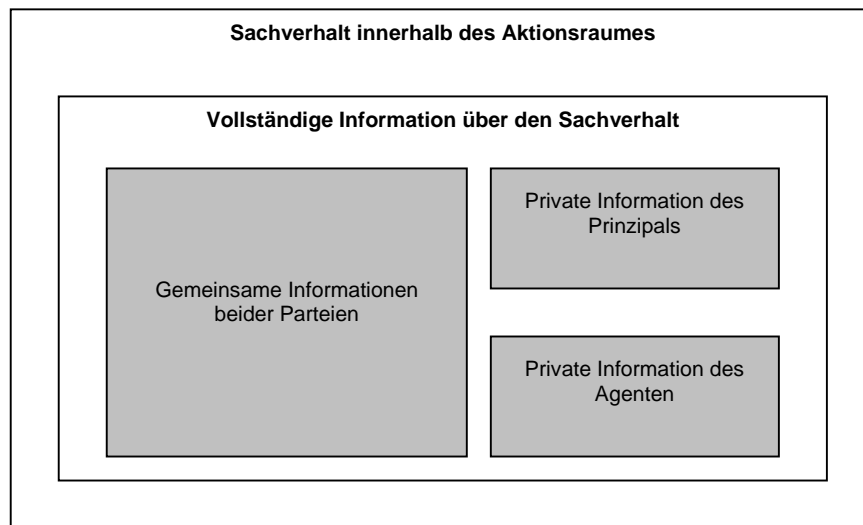 Sachverhalt innerhalb des Aktionsraumes
Vollständige Information über den Sachverhalt
Gemeinsame Informationen
beider Parteien
Private Information des
Prinzipals
Private Information des
Agenten